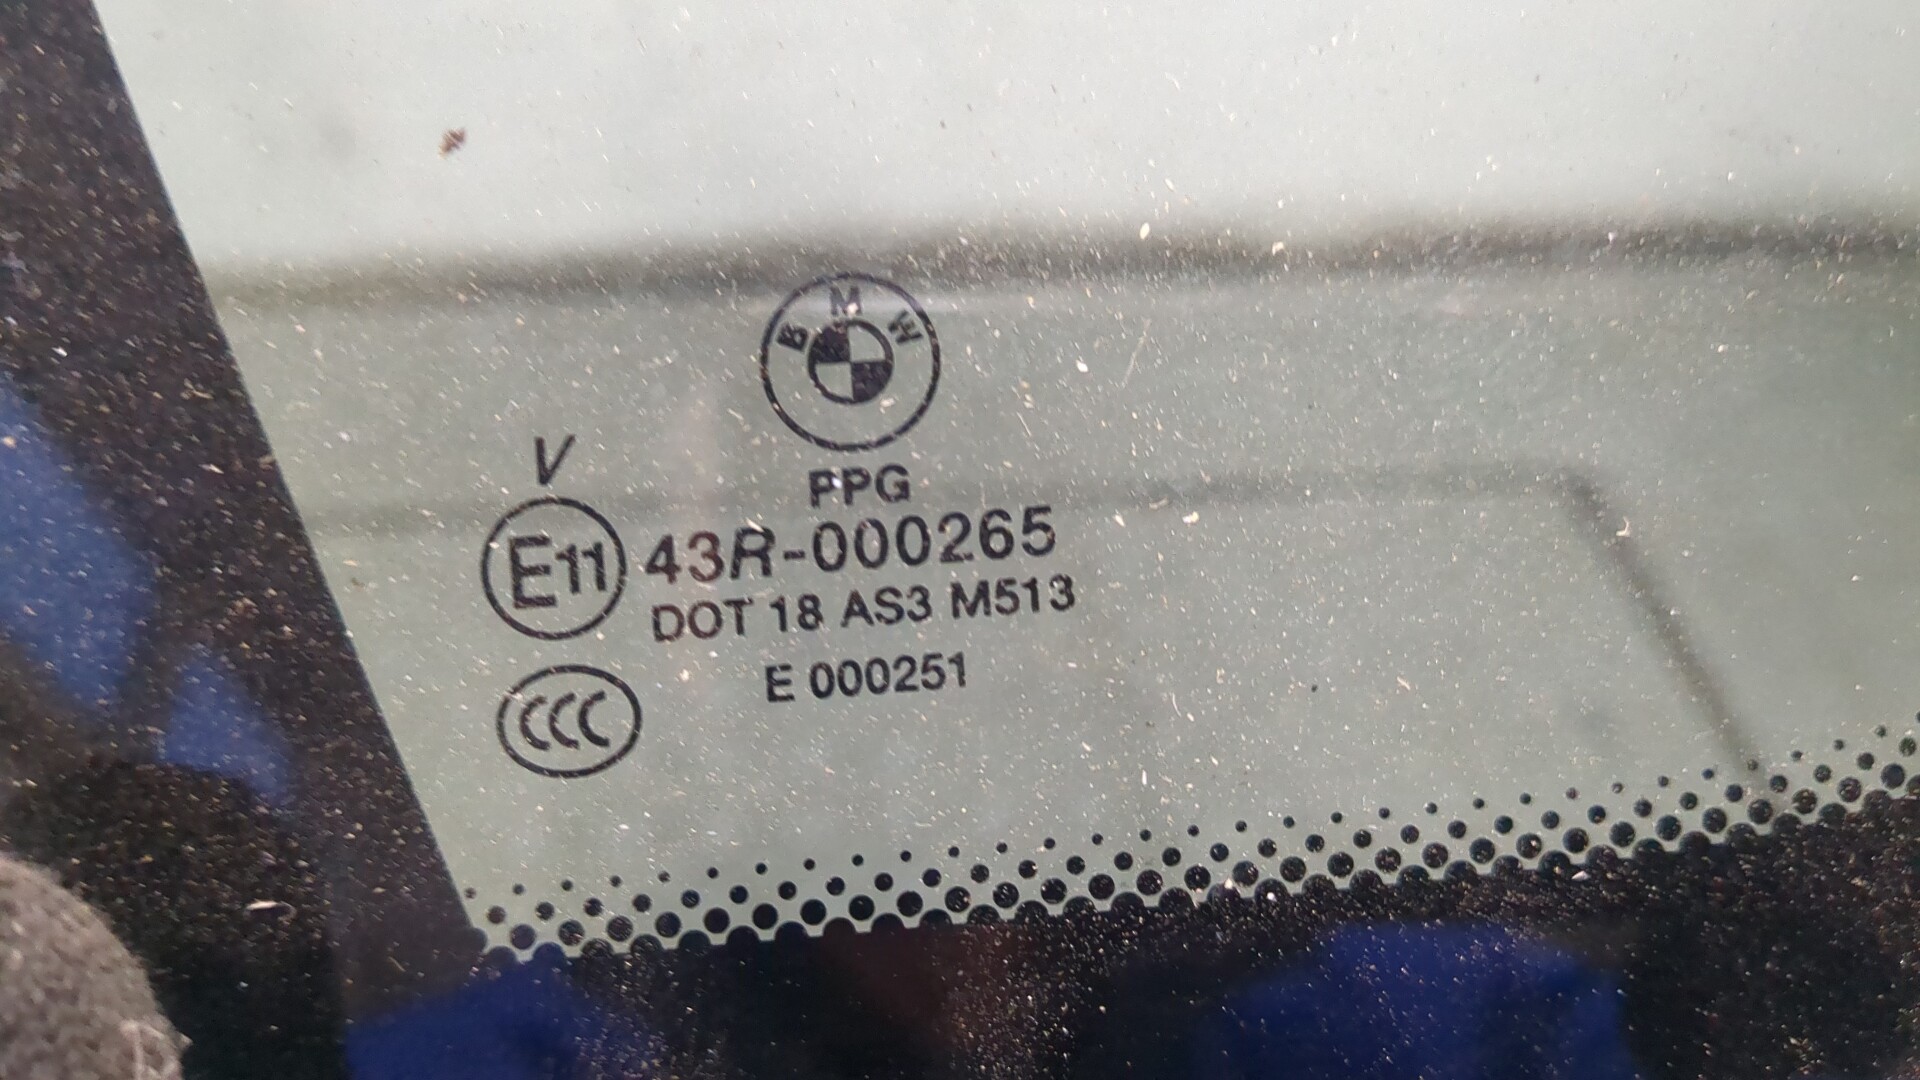 BMW
PPG
V
E11 43R-000265
DOT 18 AS3 M513
E 000251
CCC